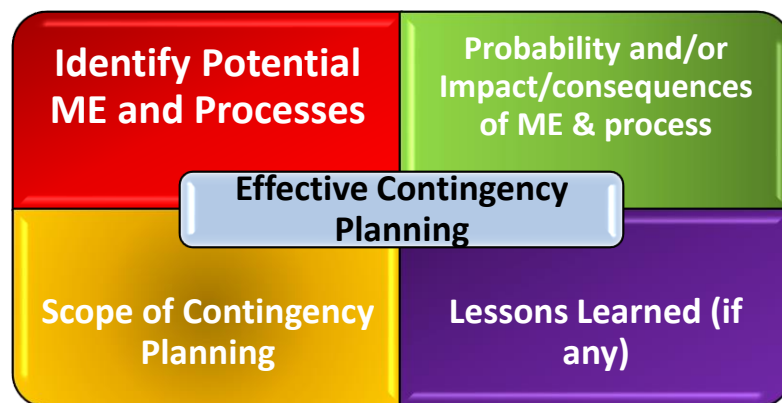 Identify Potential
ME and Processes
Probability and/or
Impact/consequences
of ME & process
Effective Contingency
Planning
Scope of Contingency
Planning
Lessons Learned (if
any)